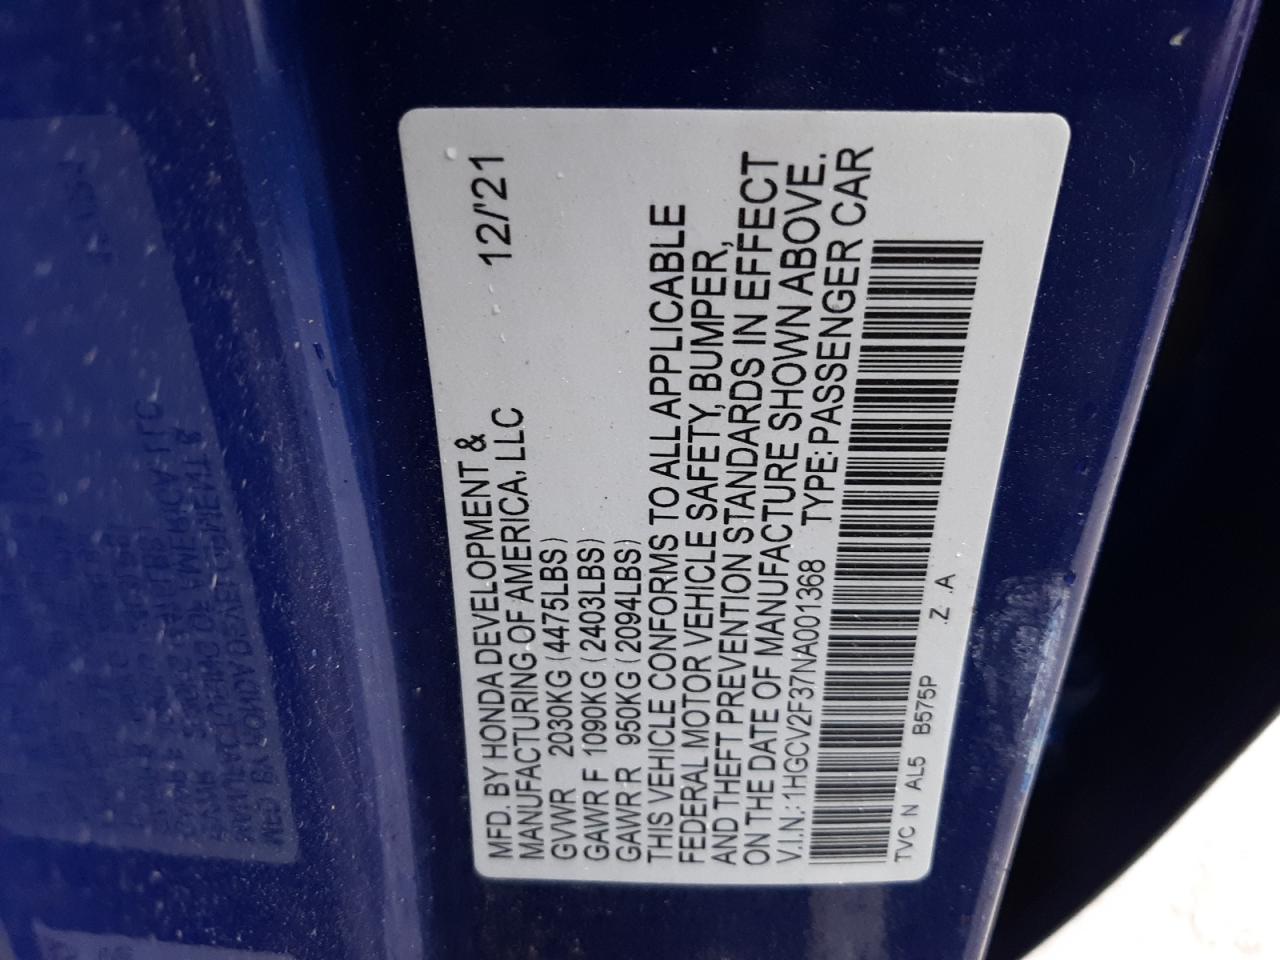 MFD. BY HONDA DEVELOPMENT & 12/'21
MANUFACTURING OF AMERICA, LLC
GVWR 2030KG (4475LBS)
GAWR F 1090KG (2403LBS)
GAWR R 950KG (2094LBS)
THIS VEHICLE CONFORMS TO ALL APPLICABLE
FEDERAL MOTOR VEHICLE SAFETY, BUMPER,
AND THEFT PREVENTION STANDARDS IN EFFECT
ON THE DATE OF MANUFACTURE SHOWN ABOVE.
V.I.N.: 1HGCV2F37NA001368 TYPE: PASSENGER CAR
TVC N AL5 B575P .Z .A